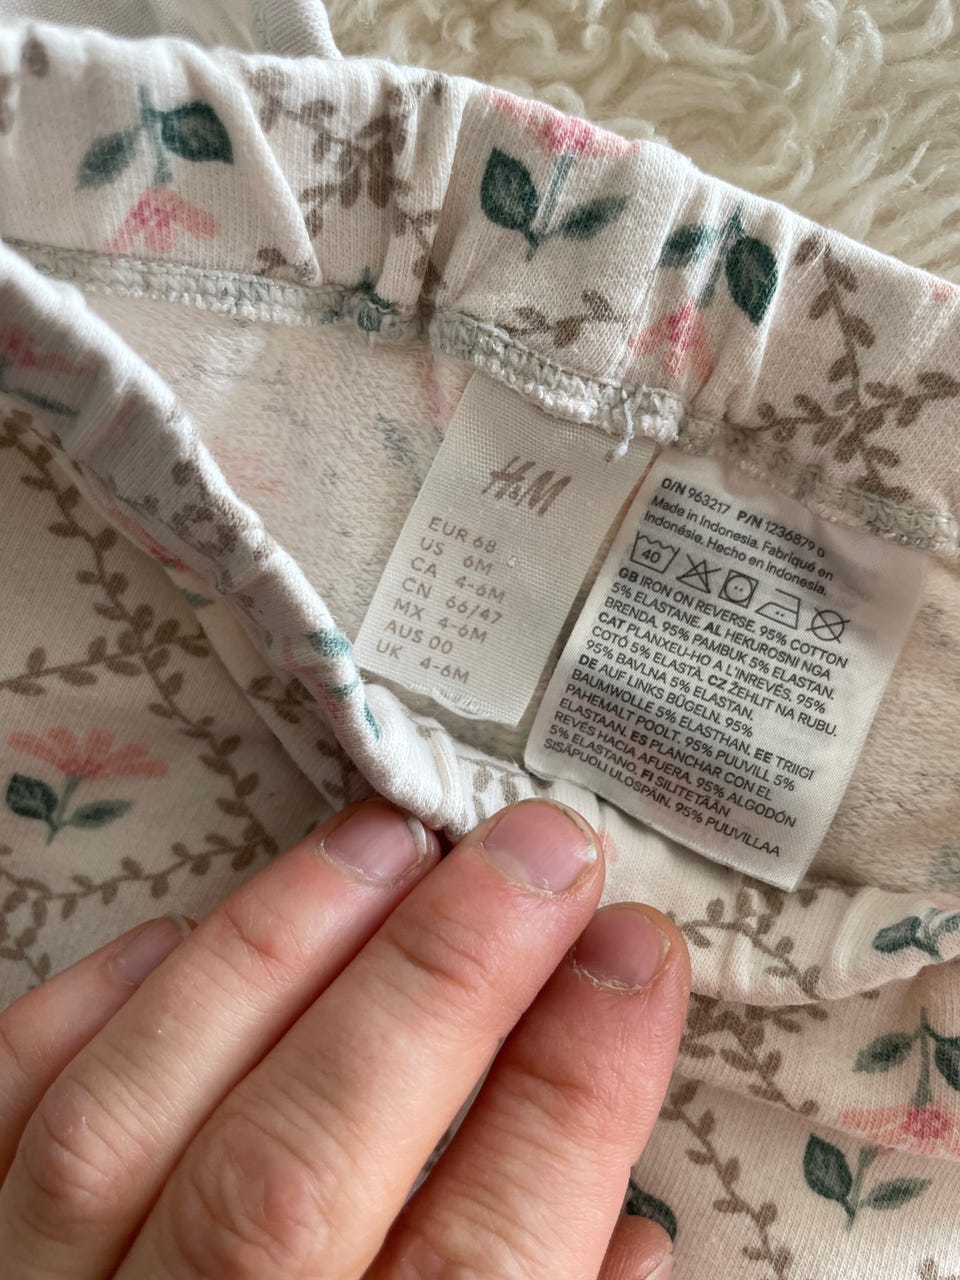 H&M
EUR 68
US 6M
CA 4-6M
CN 66/47
MX 4-6M
AUS 00
UK 4-6M
O/N 963217 P/N 1236879 b
Made in Indonesia. Fabriqué en
Indonésie. Hecho en Indonesia.
40
GB IRON ON REVERSE. 95% COTTON
5% ELASTANE. AL HEKUROSNI NGA
BRENDA. 95% PAMBUK 5% ELASTAN.
CAT PLANXEU-HO A L'INREVÉS. 95%
COTÓ 5% ELASTÀ. CZ ŽEHLIT NA RUBU.
95% BAVLNA 5% ELASTAN.
DE AUF LINKS BÜGELN. 95%
BAUMWOLLE 5% ELASTHAN. EE TRIIGI
PAHEMALT POOLT. 95% PUUVILL 5%
ELASTAAN. ES PLANCHAR CON EL
REVÉS HACIA AFUERA. 95% ALGODÓN
5% ELASTANO. FI SILITETÄÄN
SISÄPUOLI ULOSPÄIN. 95% PUUVILLAA